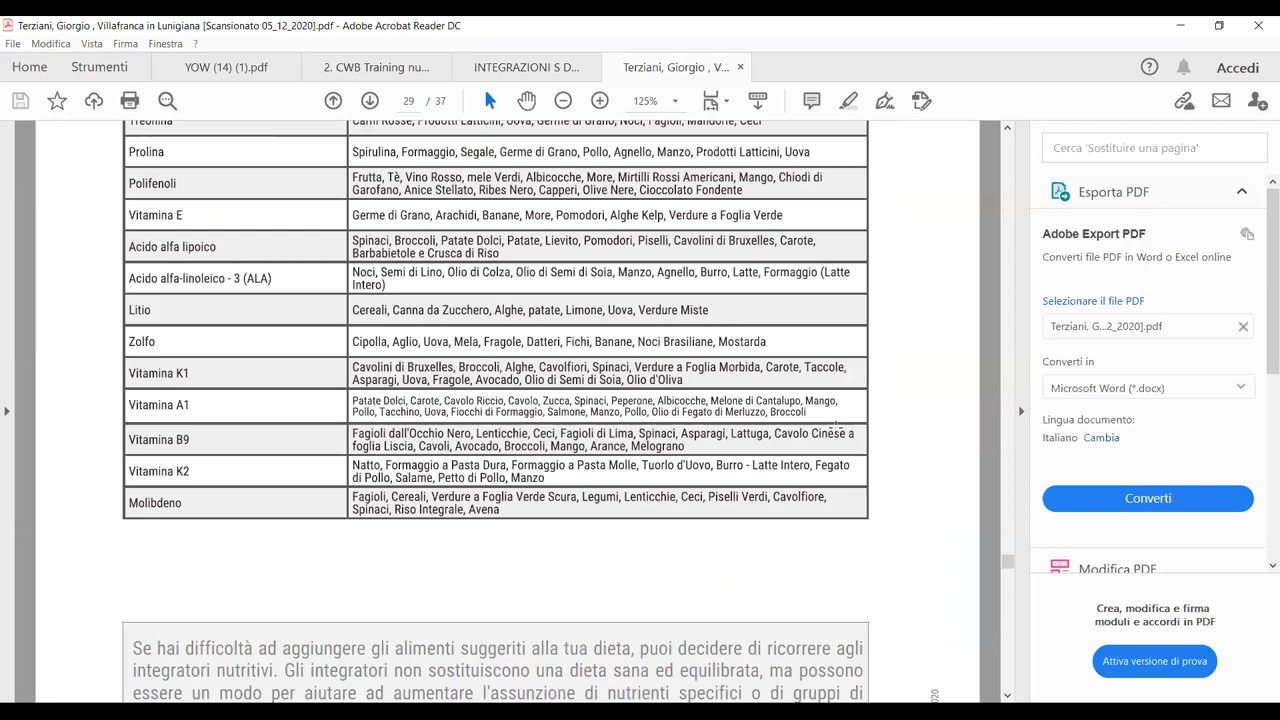 Terziani, Giorgio , Villafranca in Lunigiana [Scansionato 05_12_2020].pdf - Adobe Acrobat Reader DC
File Modifica Vista Firma Finestra ?
Home Strumenti YOW (14) (1).pdf 2. CWB Training nu... INTEGRAZIONI S D... Terziani, Giorgio , V... × Accedi
29 / 37 125%
Treonina Carni Rosse, Prodotti Latticini, Uova, Germe di Grano, Noci, Fagioli, Mandorle, Ceci
Prolina Spirulina, Formaggio, Segale, Germe di Grano, Pollo, Agnello, Manzo, Prodotti Latticini, Uova
Polifenoli Frutta, Tè, Vino Rosso, mele Verdi, Albicocche, More, Mirtilli Rossi Americani, Mango, Chiodi di
Garofano, Anice Stellato, Ribes Nero, Capperi, Olive Nere, Cioccolato Fondente
Vitamina E Germe di Grano, Arachidi, Banane, More, Pomodori, Alghe Kelp, Verdure a Foglia Verde
Acido alfa lipoico Spinaci, Broccoli, Patate Dolci, Patate, Lievito, Pomodori, Piselli, Cavolini di Bruxelles, Carote,
Barbabietole e Crusca di Riso
Acido alfa-linoleico - 3 (ALA) Noci, Semi di Lino, Olio di Colza, Olio di Semi di Soia, Manzo, Agnello, Burro, Latte, Formaggio (Latte
Intero)
Litio Cereali, Canna da Zucchero, Alghe, patate, Limone, Uova, Verdure Miste
Zolfo Cipolla, Aglio, Uova, Mela, Fragole, Datteri, Fichi, Banane, Noci Brasiliane, Mostarda
Vitamina K1 Cavolini di Bruxelles, Broccoli, Alghe, Cavolfiori, Spinaci, Verdure a Foglia Morbida, Carote, Taccole,
Asparagi, Uova, Fragole, Avocado, Olio di Semi di Soia, Olio d'Oliva
Vitamina A1 Patate Dolci, Carote, Cavolo Riccio, Cavolo, Zucca, Spinaci, Peperone, Albicocche, Melone di Cantalupo, Mango,
Pollo, Tacchino, Uova, Fiocchi di Formaggio, Salmone, Manzo, Pollo, Olio di Fegato di Merluzzo, Broccoli
Vitamina B9 Fagioli dall'Occhio Nero, Lenticchie, Ceci, Fagioli di Lima, Spinaci, Asparagi, Lattuga, Cavolo Cinese a
foglia Liscia, Cavoli, Avocado, Broccoli, Mango, Arance, Melograno
Vitamina K2 Natto, Formaggio a Pasta Dura, Formaggio a Pasta Molle, Tuorlo d'Uovo, Burro - Latte Intero, Fegato
di Pollo, Salame, Petto di Pollo, Manzo
Molibdeno Fagioli, Cereali, Verdure a Foglia Verde Scura, Legumi, Lenticchie, Ceci, Piselli Verdi, Cavolfiore,
Spinaci, Riso Integrale, Avena
Se hai difficoltà ad aggiungere gli alimenti suggeriti alla tua dieta, puoi decidere di ricorrere agli
integratori nutritivi. Gli integratori non sostituiscono una dieta sana ed equilibrata, ma possono
essere un modo per aiutare ad aumentare l'assunzione di nutrienti specifici o di gruppi di
Cerca 'Sostituire una pagina'
Esporta PDF
Adobe Export PDF
Converti file PDF in Word o Excel online
Selezionare il file PDF
Terziani, G...2_2020].pdf
Converti in
Microsoft Word (*.docx)
Lingua documento:
Italiano Cambia
Converti
Modifica PDF
Crea, modifica e firma
moduli e accordi in PDF
Attiva versione di prova